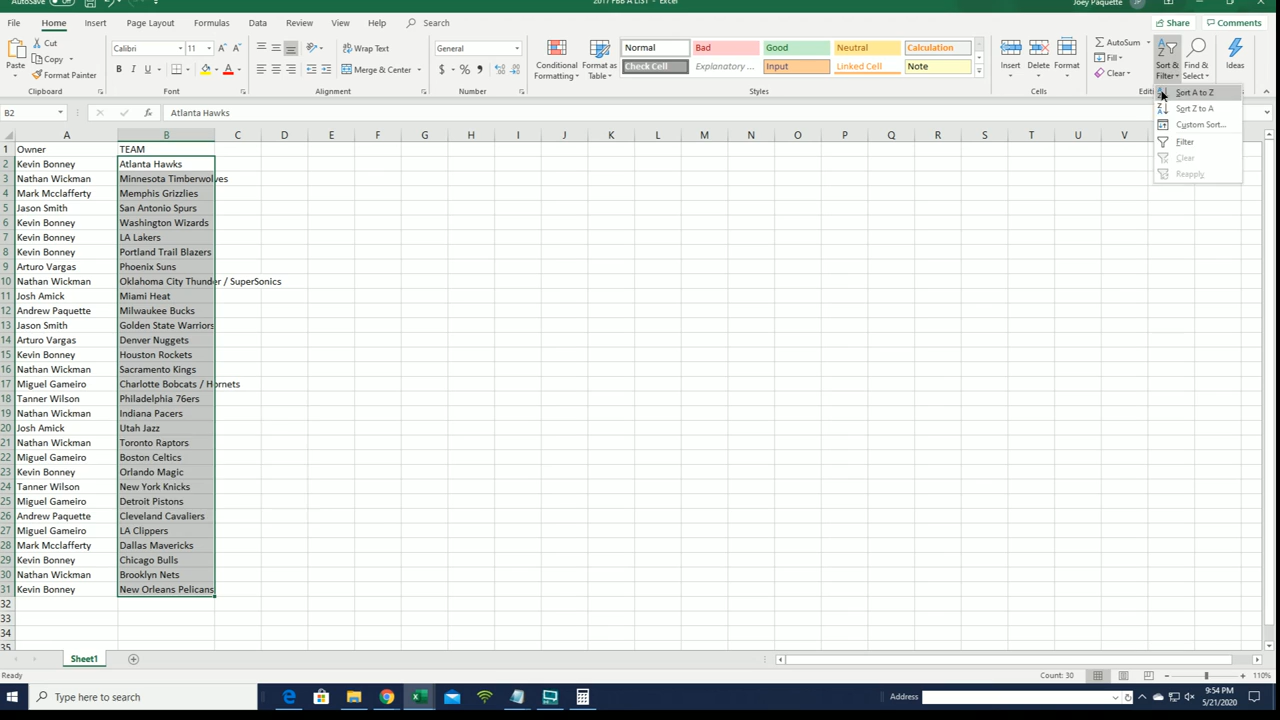 2017 FBB A LIST - Excel
Joey Paquette
JP
File Home Insert Page Layout Formulas Data Review View Help Search
Share Comments
Cut
Copy
Format Painter
Paste
Clipboard
Calibri 11
Font
Wrap Text
Merge & Center
Alignment
General
Number
Conditional Formatting
Format as Table
Normal Bad Good Neutral Calculation
Check Cell Explanatory ... Input Linked Cell Note
Styles
Insert Delete Format
Cells
AutoSum
Fill
Clear
Sort & Filter
Find & Select
Ideas
Sort A to Z
Sort Z to A
Custom Sort...
Filter
Clear
Reapply
B2 Atlanta Hawks
A B C D E F G H I J K L M N O P Q R S T U V
1 Owner TEAM
2 Kevin Bonney Atlanta Hawks
3 Nathan Wickman Minnesota Timberwolves
4 Mark Mcclafferty Memphis Grizzlies
5 Jason Smith San Antonio Spurs
6 Kevin Bonney Washington Wizards
7 Kevin Bonney LA Lakers
8 Kevin Bonney Portland Trail Blazers
9 Arturo Vargas Phoenix Suns
10 Nathan Wickman Oklahoma City Thunder / SuperSonics
11 Josh Amick Miami Heat
12 Andrew Paquette Milwaukee Bucks
13 Jason Smith Golden State Warriors
14 Arturo Vargas Denver Nuggets
15 Kevin Bonney Houston Rockets
16 Nathan Wickman Sacramento Kings
17 Miguel Gameiro Charlotte Bobcats / Hornets
18 Tanner Wilson Philadelphia 76ers
19 Nathan Wickman Indiana Pacers
20 Josh Amick Utah Jazz
21 Nathan Wickman Toronto Raptors
22 Miguel Gameiro Boston Celtics
23 Kevin Bonney Orlando Magic
24 Tanner Wilson New York Knicks
25 Miguel Gameiro Detroit Pistons
26 Andrew Paquette Cleveland Cavaliers
27 Miguel Gameiro LA Clippers
28 Mark Mcclafferty Dallas Mavericks
29 Kevin Bonney Chicago Bulls
30 Nathan Wickman Brooklyn Nets
31 Kevin Bonney New Orleans Pelicans
32
33
34
35
Sheet1
Ready Count: 30 110%
Type here to search
Address
9:54 PM
5/21/2020